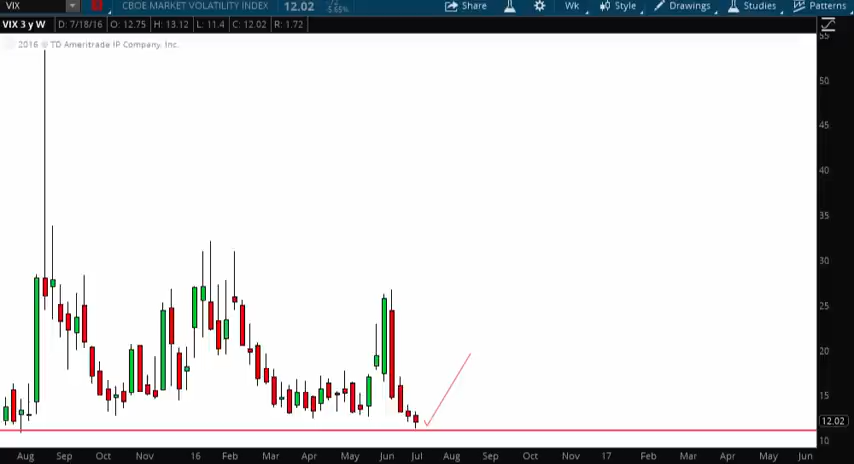 VIX CBOE MARKET VOLATILITY INDEX 12.02 -5.65% Share Wk Style Drawings Studies Patterns
VIX 3 y W D: 7/18/16 O: 12.75 H: 13.12 L: 11.4 C: 12.02 R: 1.72
2016 © TD Ameritrade IP Company, Inc.
55
50
45
40
35
30
25
20
15
12.02
10
Aug Sep Oct Nov 16 Feb Mar Apr May Jun Jul Aug Sep Oct Nov 17 Feb Mar Apr May Jun